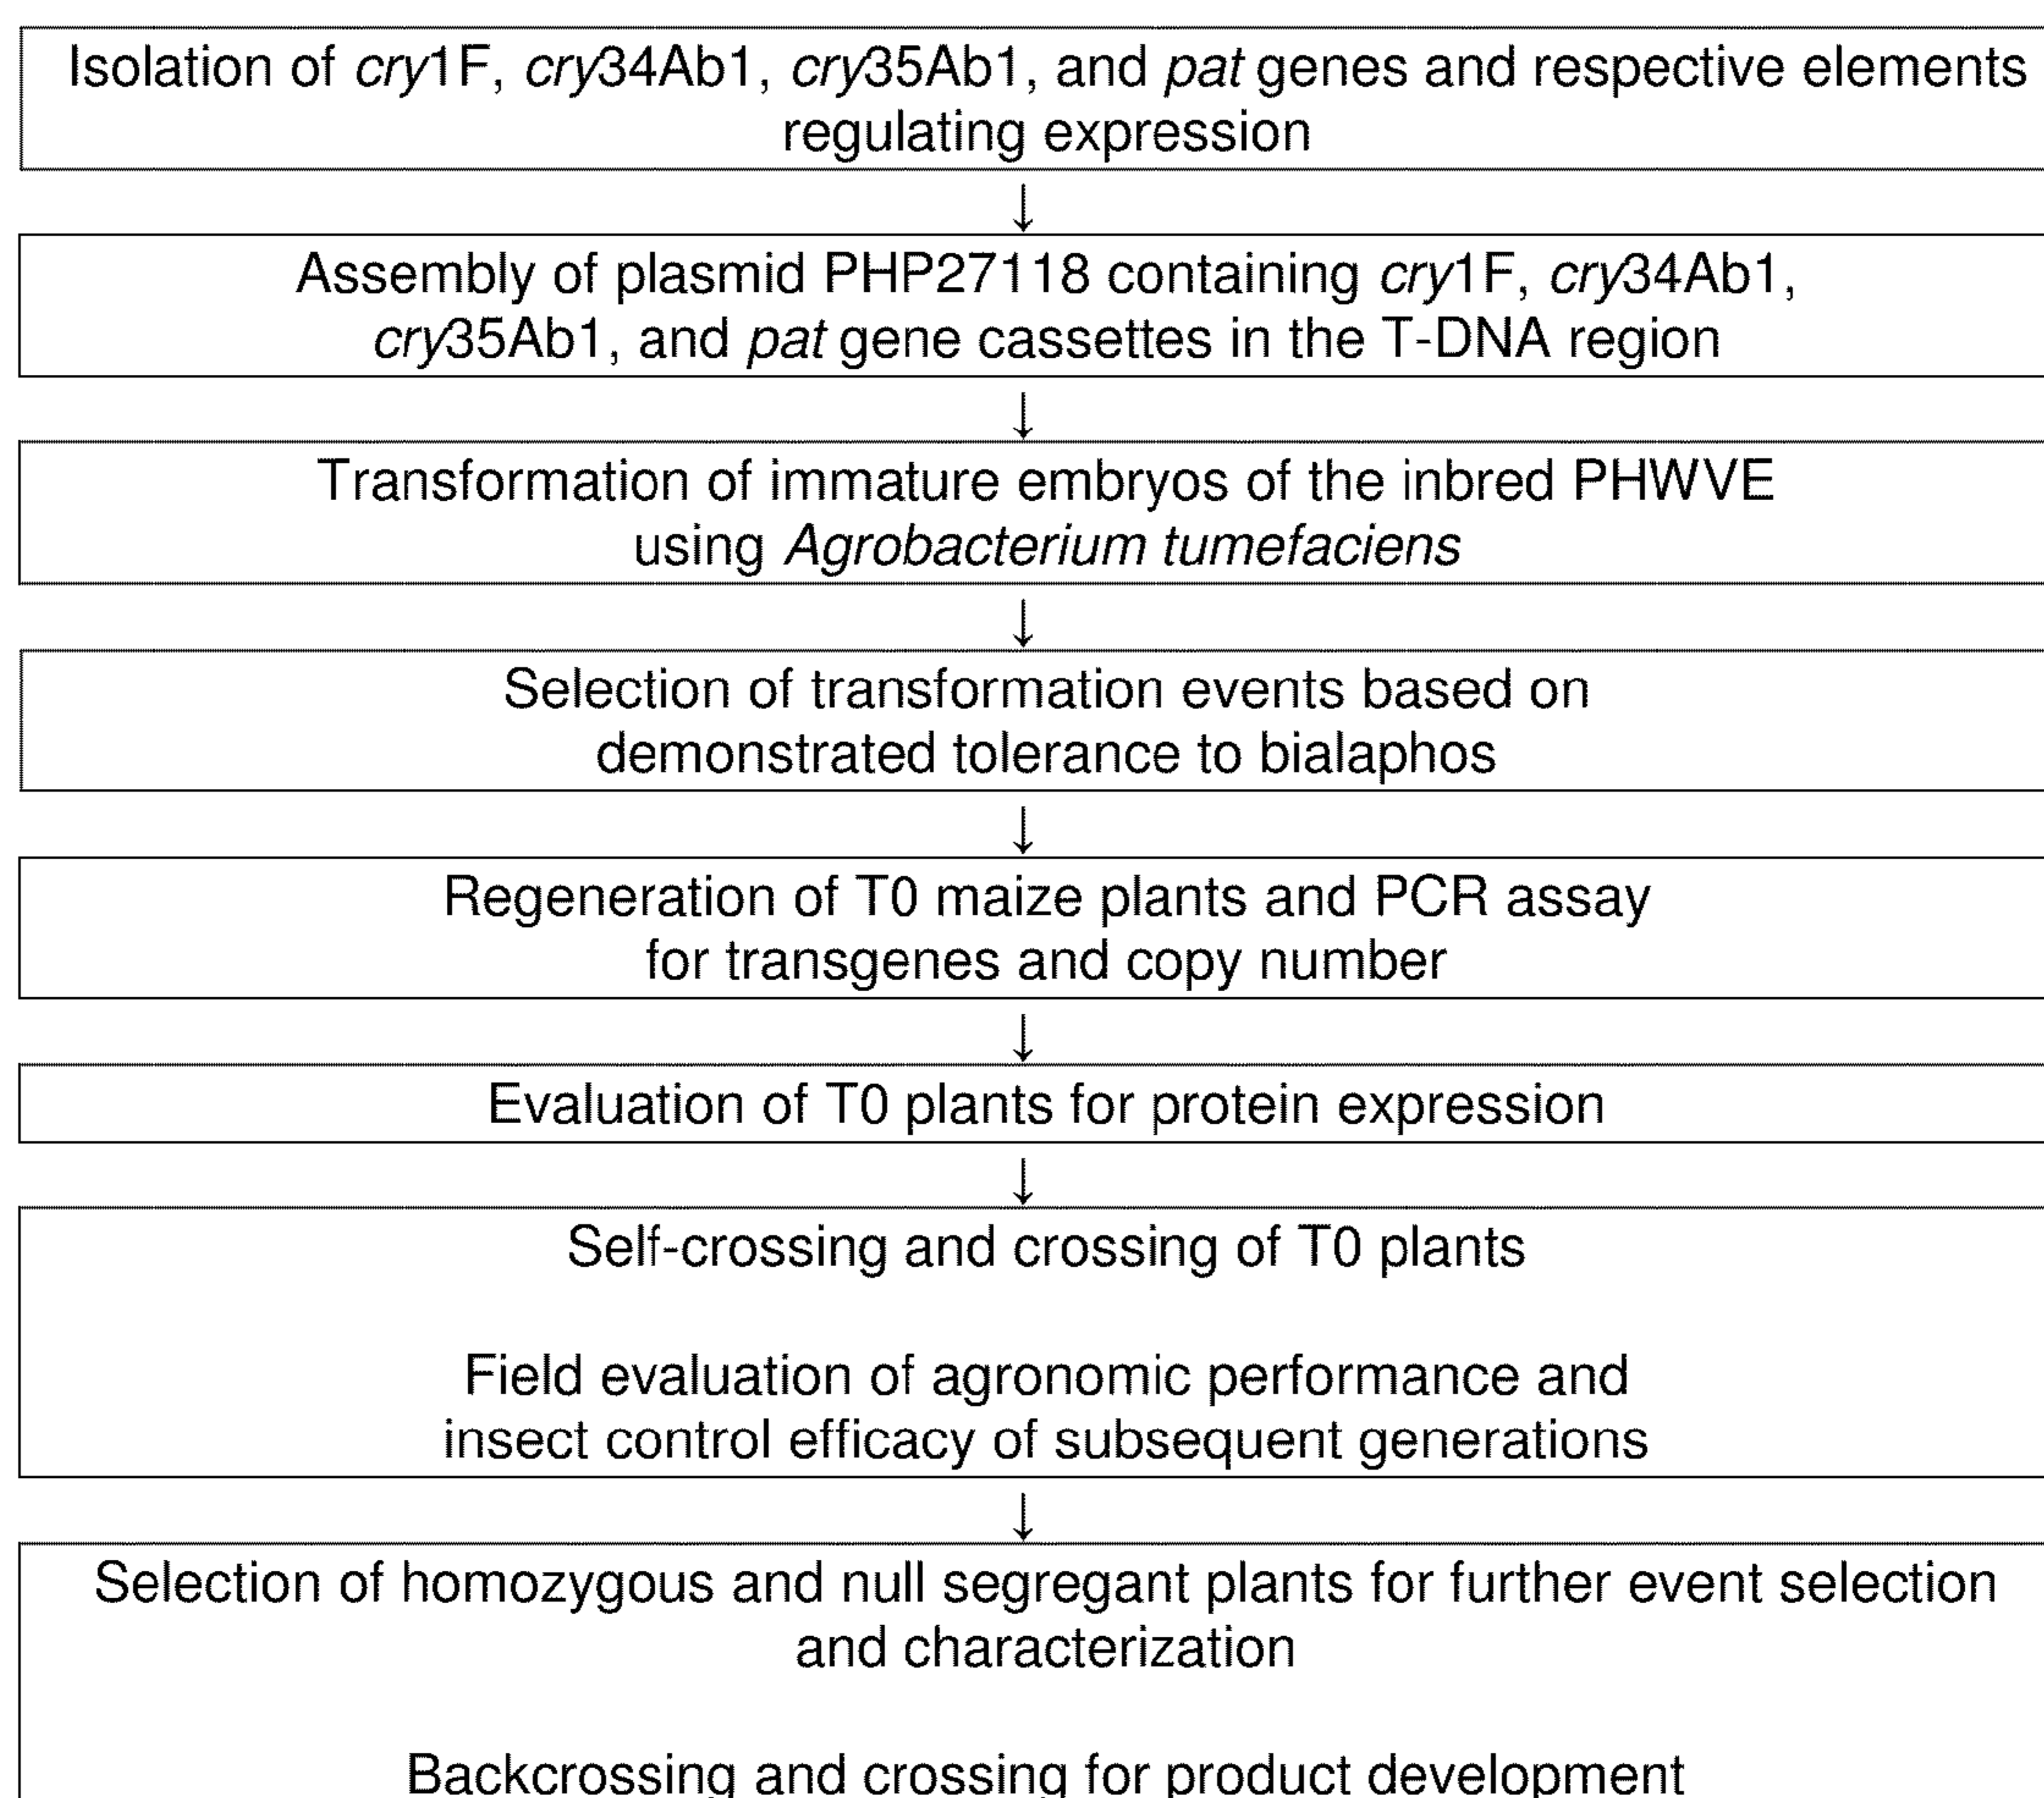 Isolation of cry1F, cry34Ab1, cry35Ab1, and pat genes and respective elements
regulating expression
↓
Assembly of plasmid PHP27118 containing cry1F, cry34Ab1,
cry35Ab1, and pat gene cassettes in the T-DNA region
↓
Transformation of immature embryos of the inbred PHWVE
using Agrobacterium tumefaciens
↓
Selection of transformation events based on
demonstrated tolerance to bialaphos
↓
Regeneration of T0 maize plants and PCR assay
for transgenes and copy number
↓
Evaluation of T0 plants for protein expression
↓
Self-crossing and crossing of T0 plants
Field evaluation of agronomic performance and
insect control efficacy of subsequent generations
↓
Selection of homozygous and null segregant plants for further event selection
and characterization
Backcrossing and crossing for product development